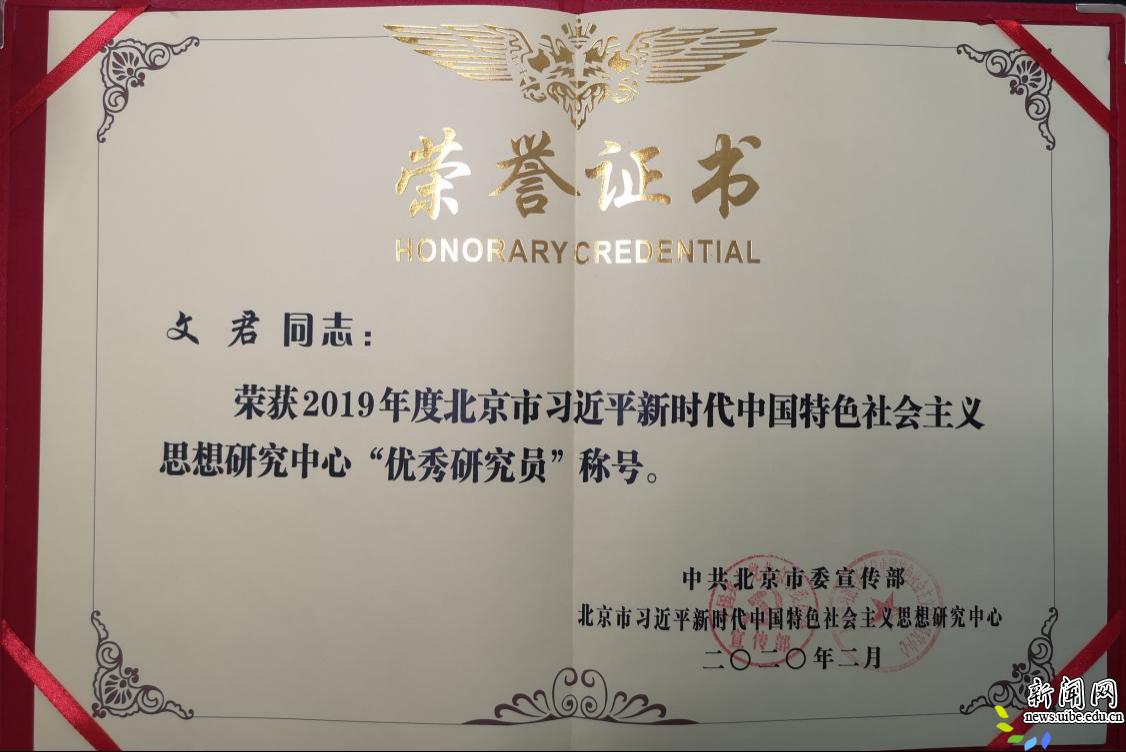 荣誉证书
HONORARY CREDENTIAL
文 君 同志：
荣获2019年度北京市习近平新时代中国特色社会主义
思想研究中心“优秀研究员”称号。
中共北京市委宣传部
北京市习近平新时代中国特色社会主义思想研究中心
二〇二〇年二月
宣传部
新闻网
news.uibe.edu.cn